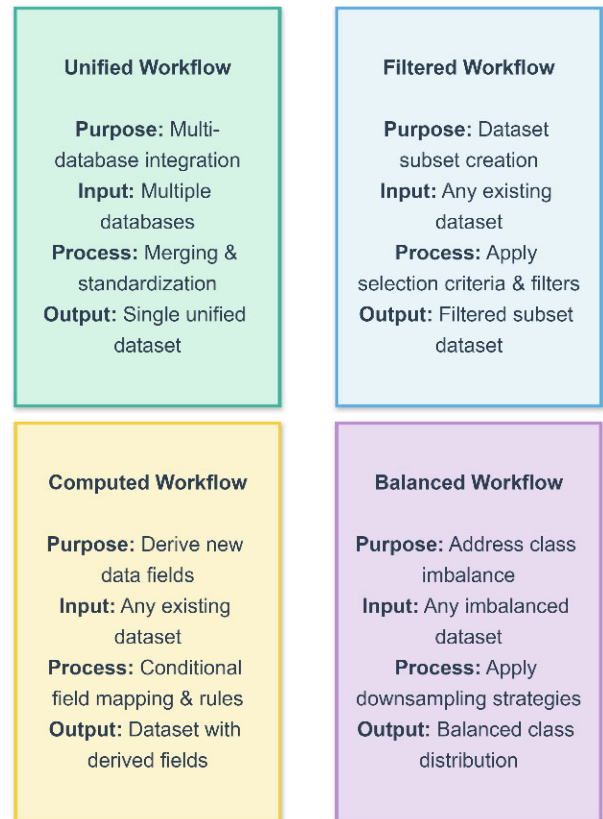 Unified Workflow
Purpose: Multi-
database integration
Input: Multiple
databases
Process: Merging &
standardization
Output: Single unified
dataset
Filtered Workflow
Purpose: Dataset
subset creation
Input: Any existing
dataset
Process: Apply
selection criteria & filters
Output: Filtered subset
dataset
Computed Workflow
Purpose: Derive new
data fields
Input: Any existing
dataset
Process: Conditional
field mapping & rules
Output: Dataset with
derived fields
Balanced Workflow
Purpose: Address class
imbalance
Input: Any imbalanced
dataset
Process: Apply
downsampling strategies
Output: Balanced class
distribution